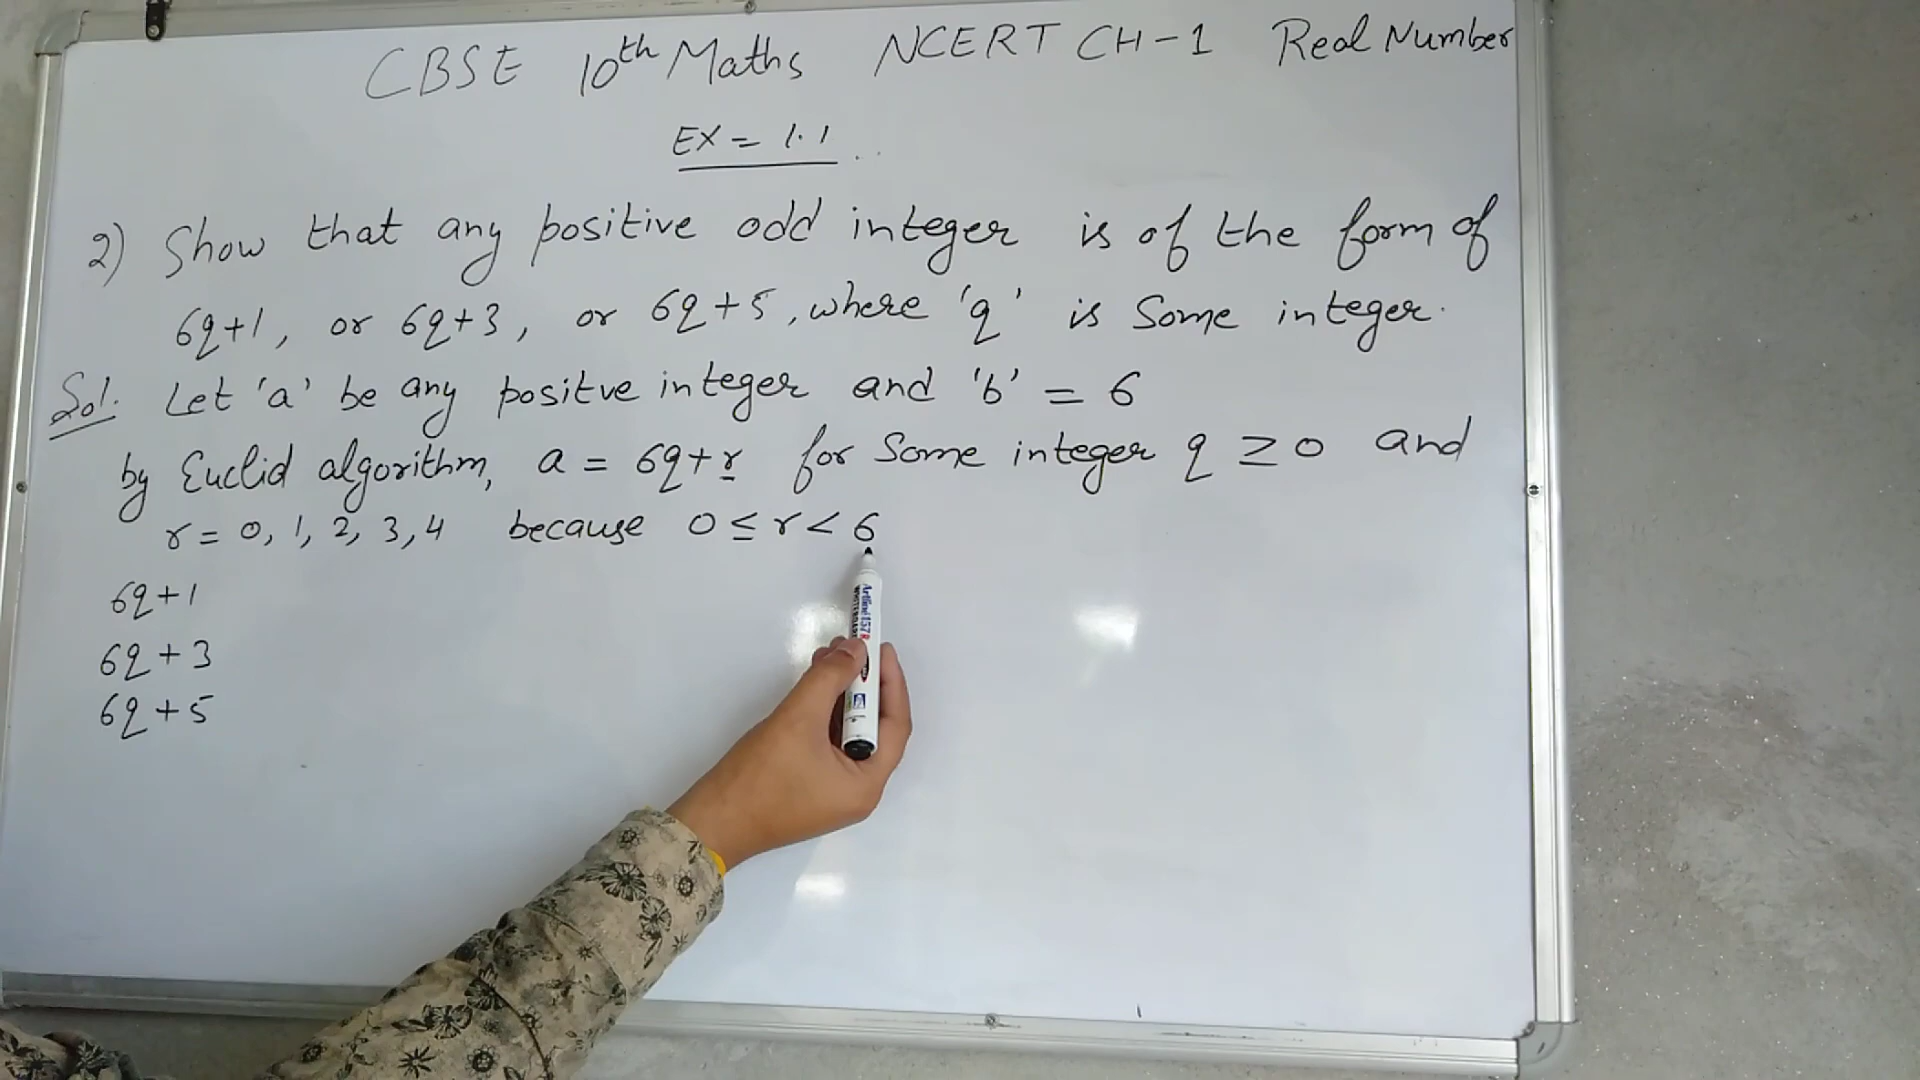 CBSE 10th Maths NCERT CH-1 Real Number
EX = 1.1
2) Show that any positive odd integer is of the form of
6q+1, or 6q+3, or 6q+5, where 'q' is Some integer.
Sol. Let 'a' be any positve integer and 'b' = 6
by Euclid algorithm, a = 6q+r for Some integer q ≥ 0 and
r = 0, 1, 2, 3, 4 because 0 ≤ r < 6
6q+1
6q+3
6q+5
Artline 157R